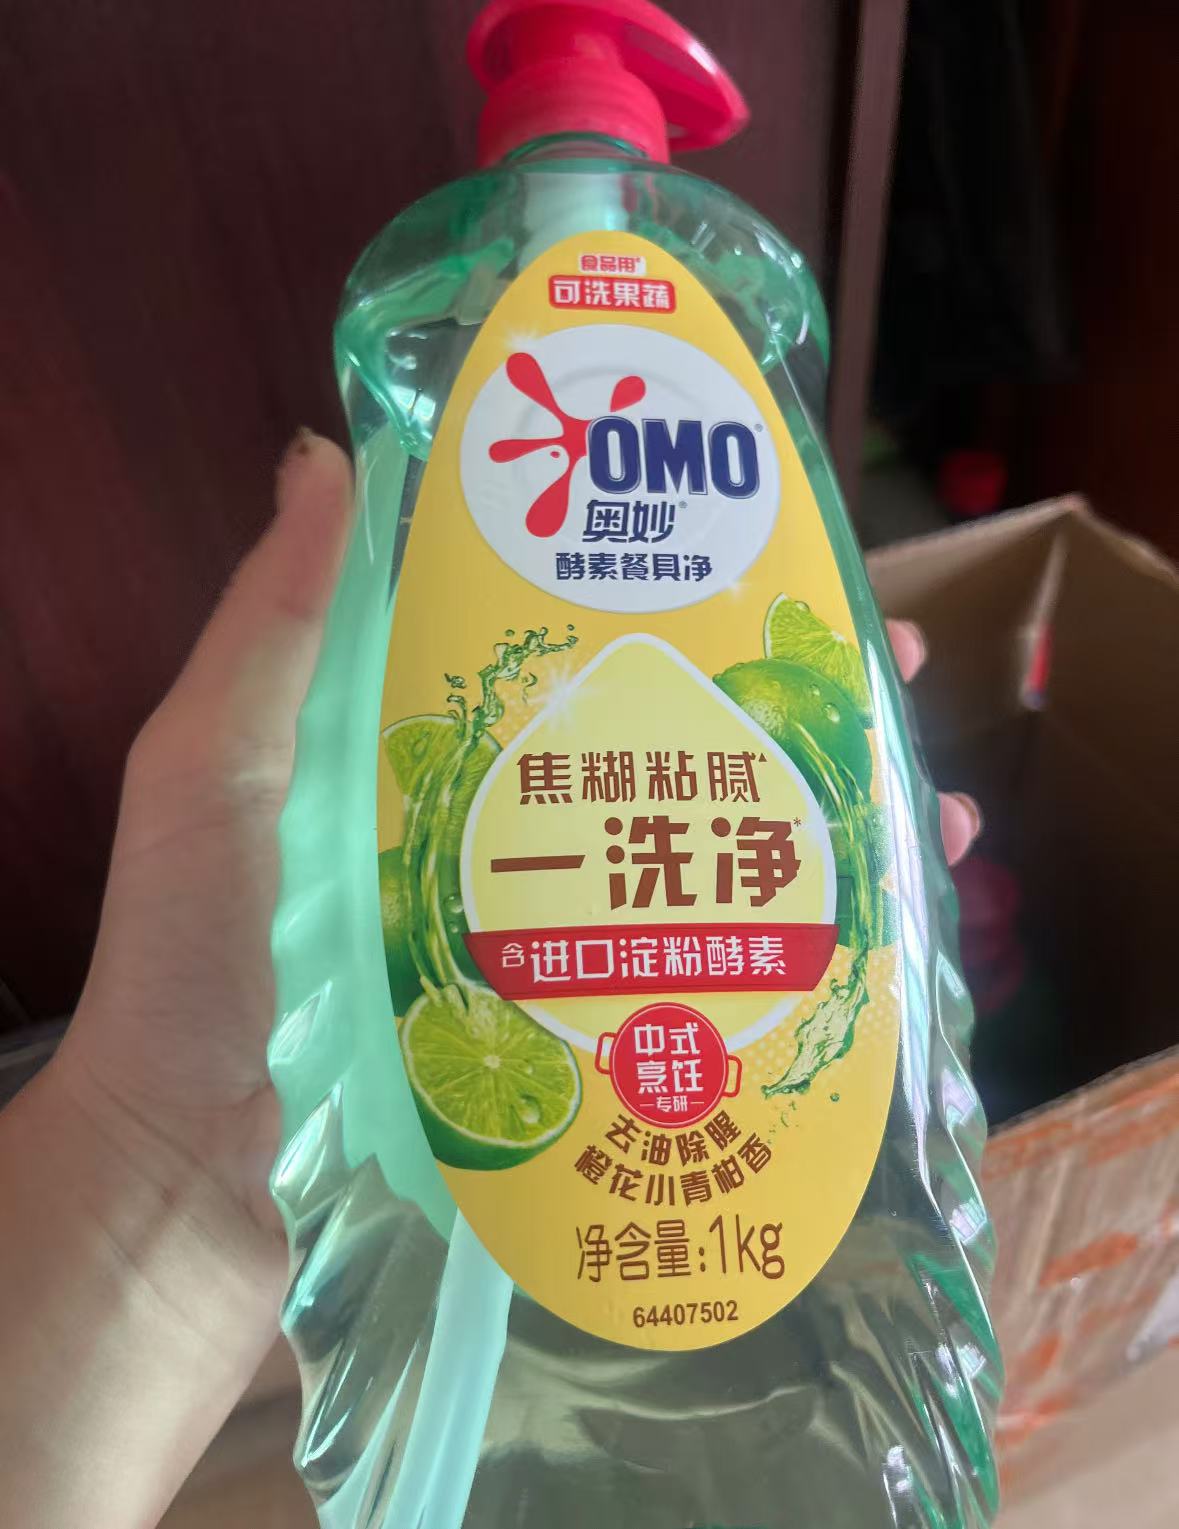 食品用*
可洗果蔬
OMO®
奥妙®
酵素餐具净
焦糊粘腻▲
一洗净*
含进口淀粉酵素
中式
烹饪
—专研—
去油除腥
橙花小青柑香
净含量:1kg
64407502